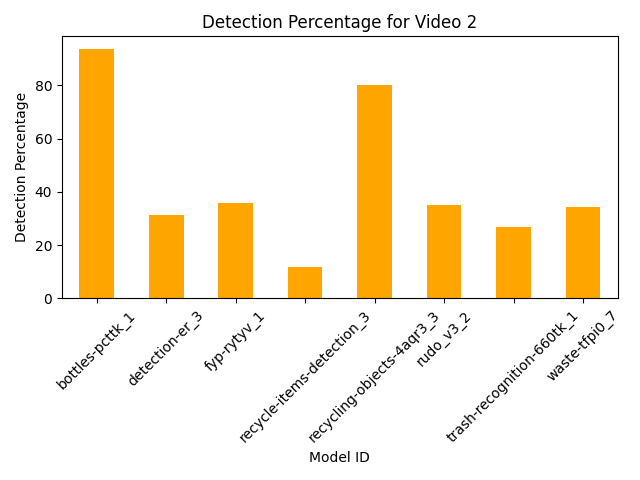 Detection Percentage for Video 2
Detection Percentage
80
60
40
20
0
bottles-pcttk_1
detection-er_3
fyp-rytyv_1
recycle-items-detection_3
recycling-objects-4aqr3_3
rudo_v3_2
trash-recognition-660tk_1
waste-tfpi0_7
Model ID